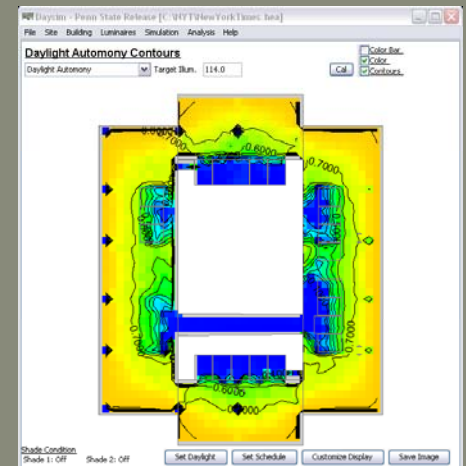 Daysim - Penn State Release [C:\NYT\NewYorkTimes.hea]
File Site Building Luminaires Simulation Analysis Help
Daylight Automony Contours
Color Bar
Daylight Automony Target Illum. 114.0 Cal Color
Contours
0.6000
0.7000
0.7000
0.7000
0.6000
Shade Condition
Shade 1: Off Shade 2: Off Set Daylight Set Schedule Customize Display Save Image